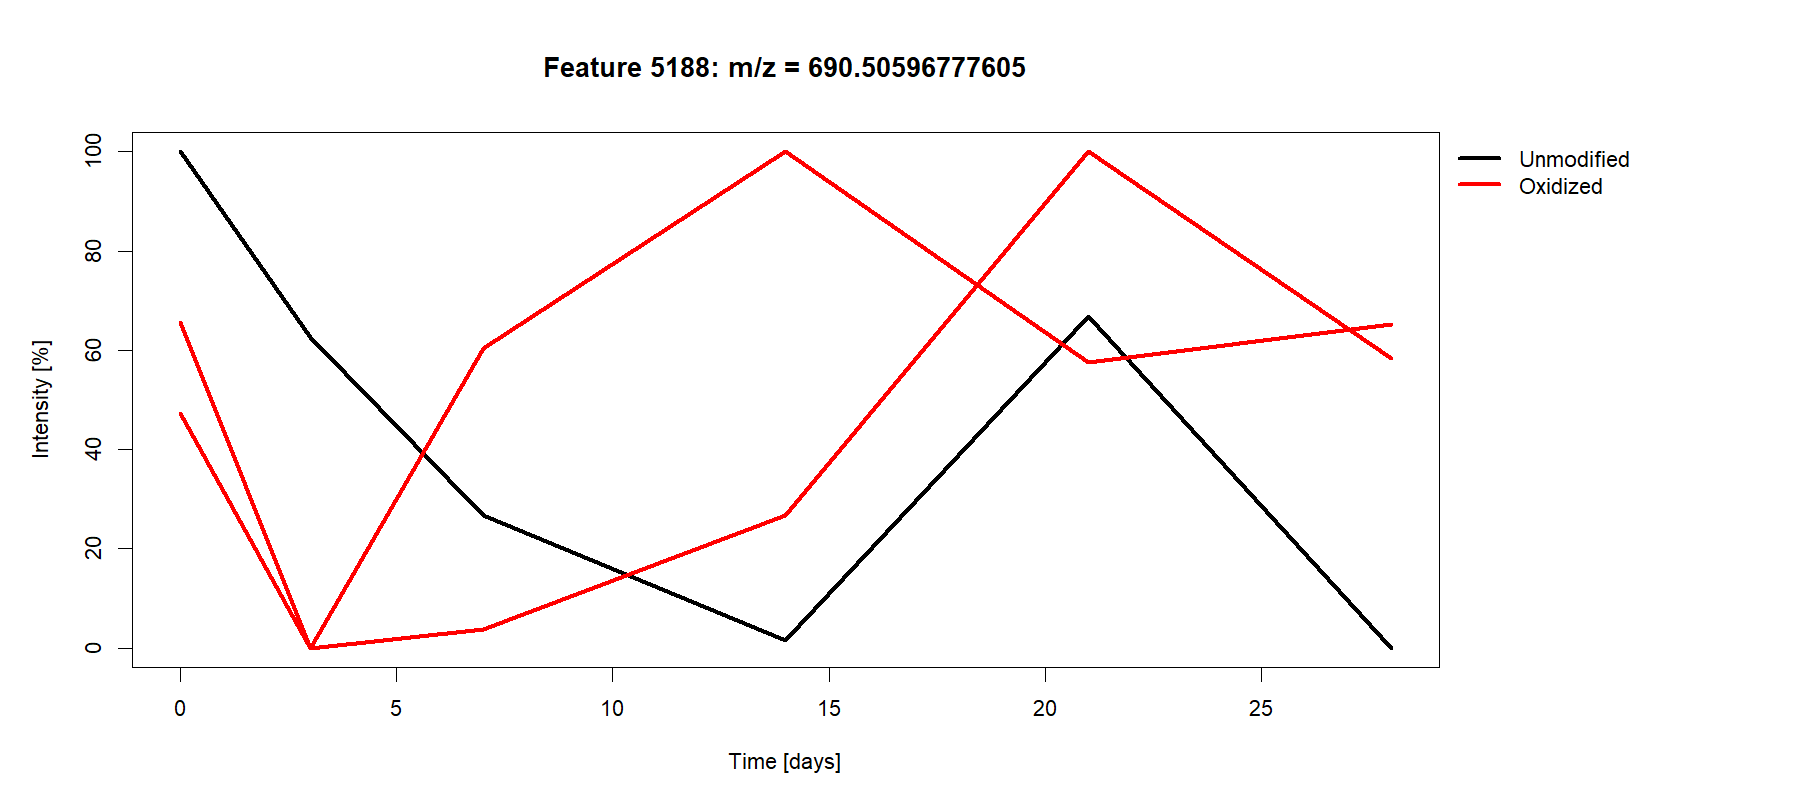 Feature 5188: m/z = 690.50596777605
Unmodified
Oxidized
Intensity [%]
100
80
60
40
20
0
0 5 10 15 20 25
Time [days]